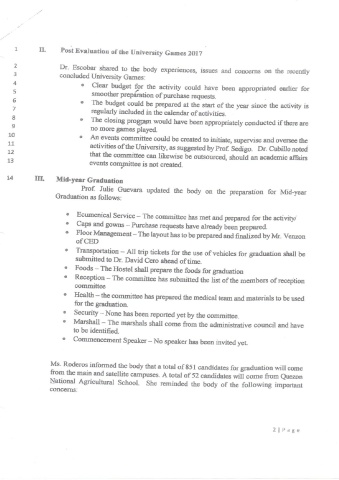 1 II. Post Evaluation of the University Games 2017
2 Dr. Escobar shared to the body experiences, issues and concerns on the recently
3 concluded University Games:
4 • Clear budget for the activity could have been appropriated earlier for
5 smoother preparation of purchase requests.
6 • The budget could be prepared at the start of the year since the activity is
7 regularly included in the calendar of activities.
8 • The closing program would have been appropriately conducted if there are
9 no more games played.
10 • An events committee could be created to initiate, supervise and oversee the
11 activities of the University, as suggested by Prof. Sedigo. Dr. Cabillo noted
12 that the committee can likewise be outsourced, should an academic affairs
13 events committee is not created.
14 III. Mid-year Graduation
Prof. Julie Guevara updated the body on the preparation for Mid-year
Graduation as follows:
• Ecumenical Service – The committee has met and prepared for the activity
• Caps and gowns – Purchase requests have already been prepared.
• Floor Management – The layout has to be prepared and finalized by Mr. Venzon
of CED
• Transportation – All trip tickets for the use of vehicles for graduation shall be
submitted to Dr. David Cero ahead of time.
• Foods – The Hostel shall prepare the foods for graduation
• Reception – The committee has submitted the list of the members of reception
committee
• Health – the committee has prepared the medical team and materials to be used
for the graduation.
• Security – None has been reported yet by the committee.
• Marshall – The marshals shall come from the administrative council and have
to be identified.
• Commencement Speaker – No speaker has been invited yet.
Ms. Roderos informed the body that a total of 851 candidates for graduation will come
from the main and satellite campuses. A total of 52 candidates will come from Quezon
National Agricultural School. She reminded the body of the following important
concerns:
2 | Page